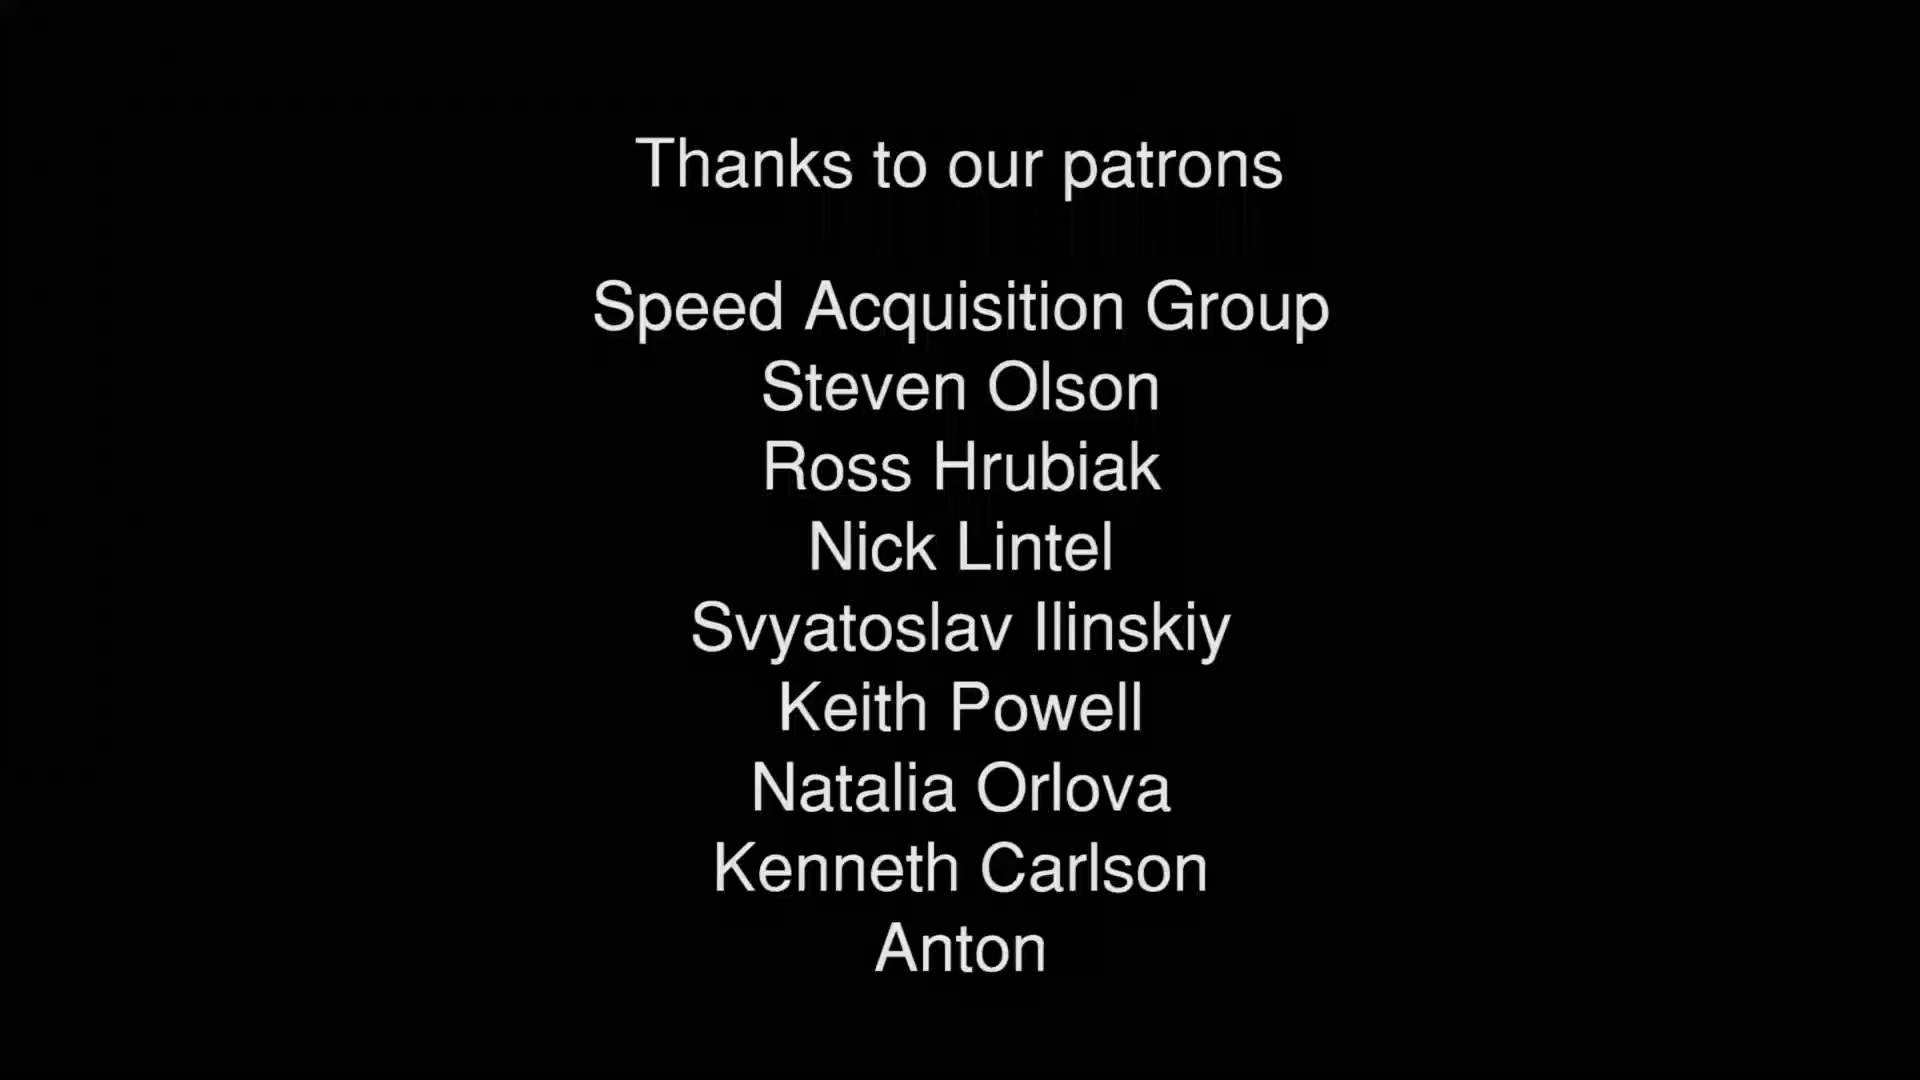 Thanks to our patrons
Speed Acquisition Group
Steven Olson
Ross Hrubiak
Nick Lintel
Svyatoslav Ilinskiy
Keith Powell
Natalia Orlova
Kenneth Carlson
Anton